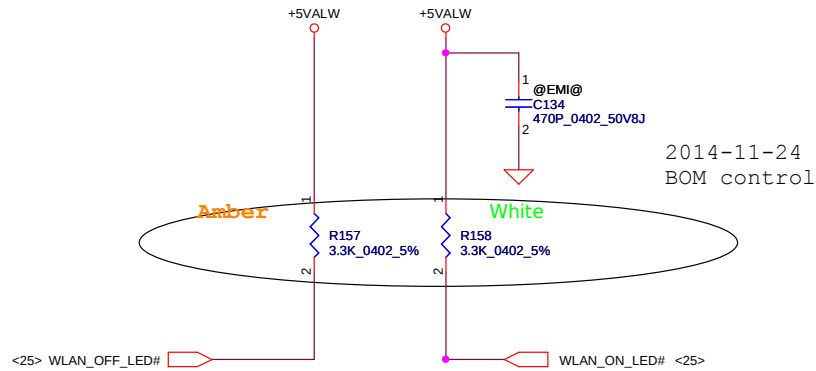 +5VALW
+5VALW
1
@EMI@
C134
470P_0402_50V8J
2
2014-11-24
BOM control
1
1
Amber
White
R157
3.3K_0402_5%
R158
3.3K_0402_5%
2
2
<25> WLAN_OFF_LED#
WLAN_ON_LED# <25>